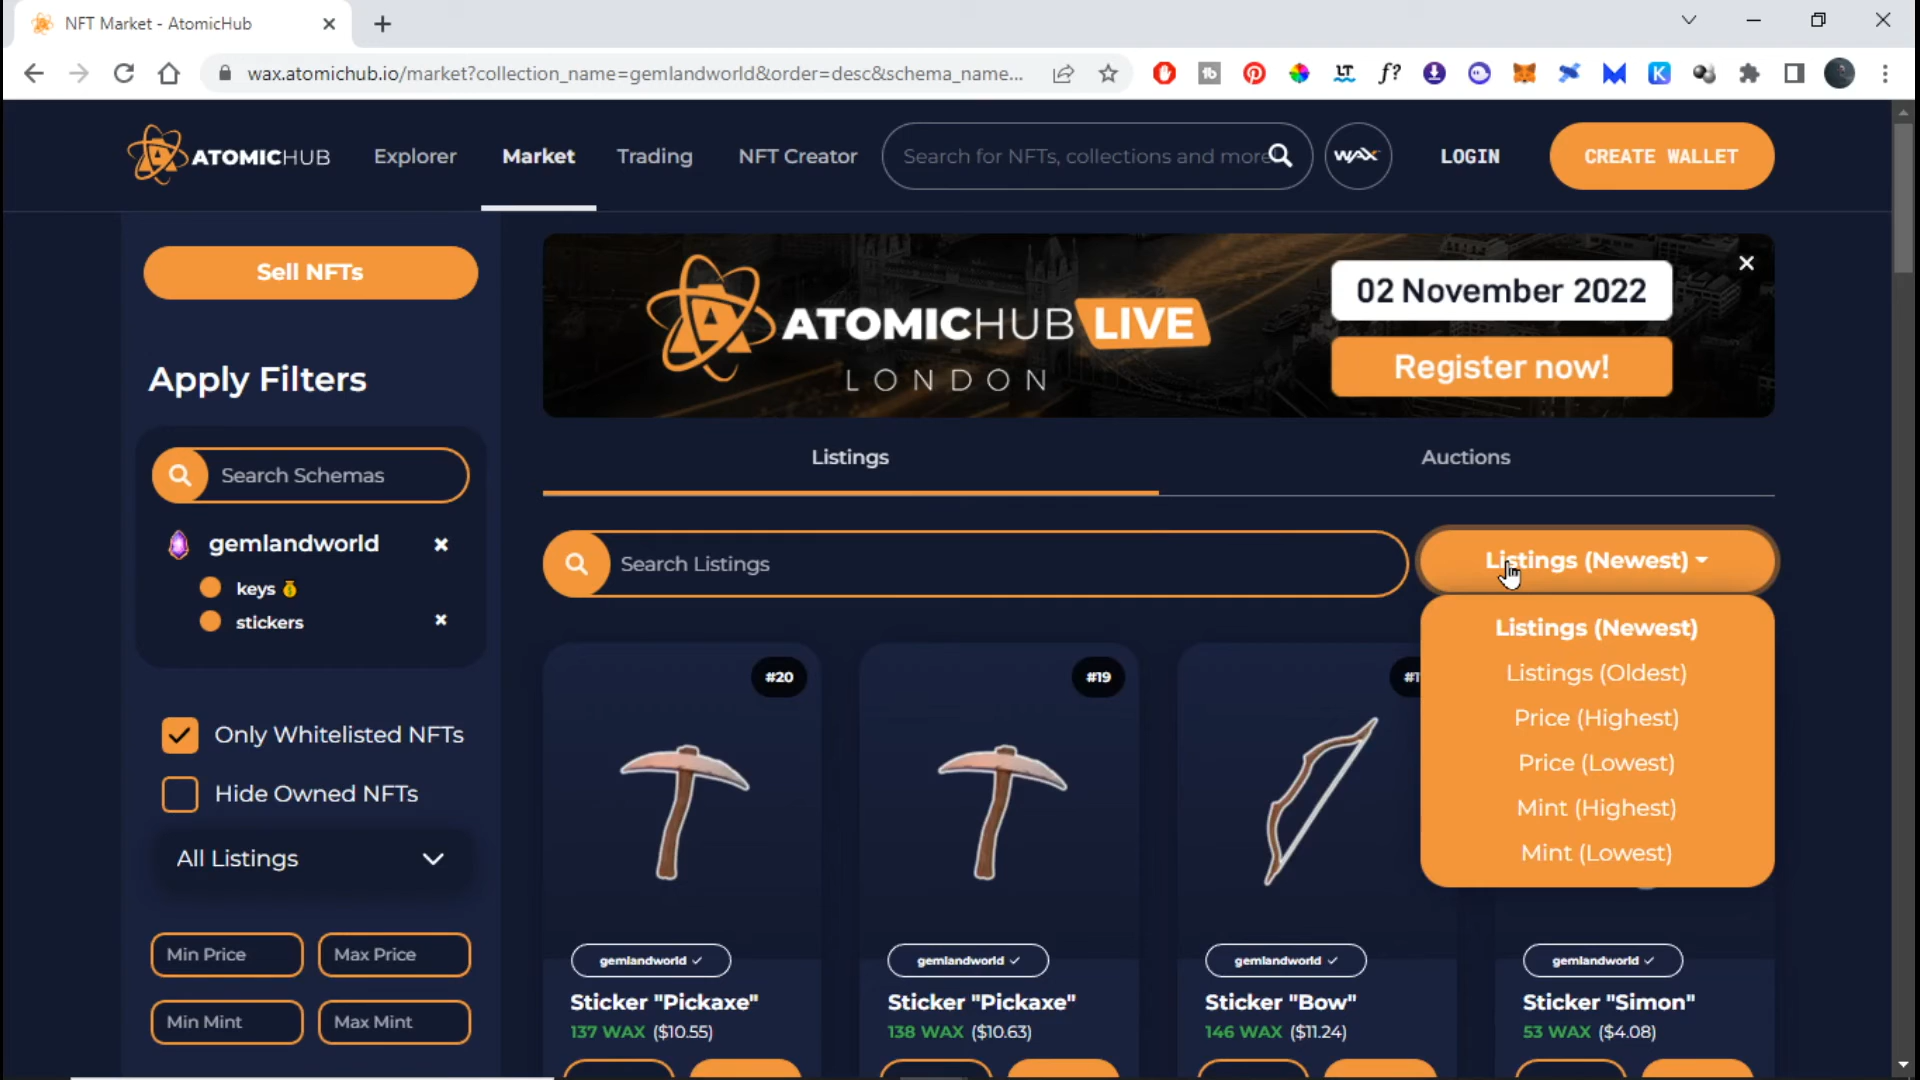 NFT Market - AtomicHub
wax.atomichub.io/market?collection_name=gemlandworld&order=desc&schema_name...
ATOMICHUB
Explorer
Market
Trading
NFT Creator
Search for NFTs, collections and more
WAX
LOGIN
CREATE WALLET
Sell NFTs
ATOMICHUB LIVE
LONDON
02 November 2022
Register now!
Apply Filters
Search Schemas
gemlandworld
keys
stickers
Only Whitelisted NFTs
Hide Owned NFTs
All Listings
Min Price
Max Price
Min Mint
Max Mint
Listings
Auctions
Search Listings
Listings (Newest)
Listings (Newest)
Listings (Oldest)
Price (Highest)
Price (Lowest)
Mint (Highest)
Mint (Lowest)
#20
gemlandworld
Sticker "Pickaxe"
137 WAX ($10.55)
#19
gemlandworld
Sticker "Pickaxe"
138 WAX ($10.63)
gemlandworld
Sticker "Bow"
146 WAX ($11.24)
gemlandworld
Sticker "Simon"
53 WAX ($4.08)